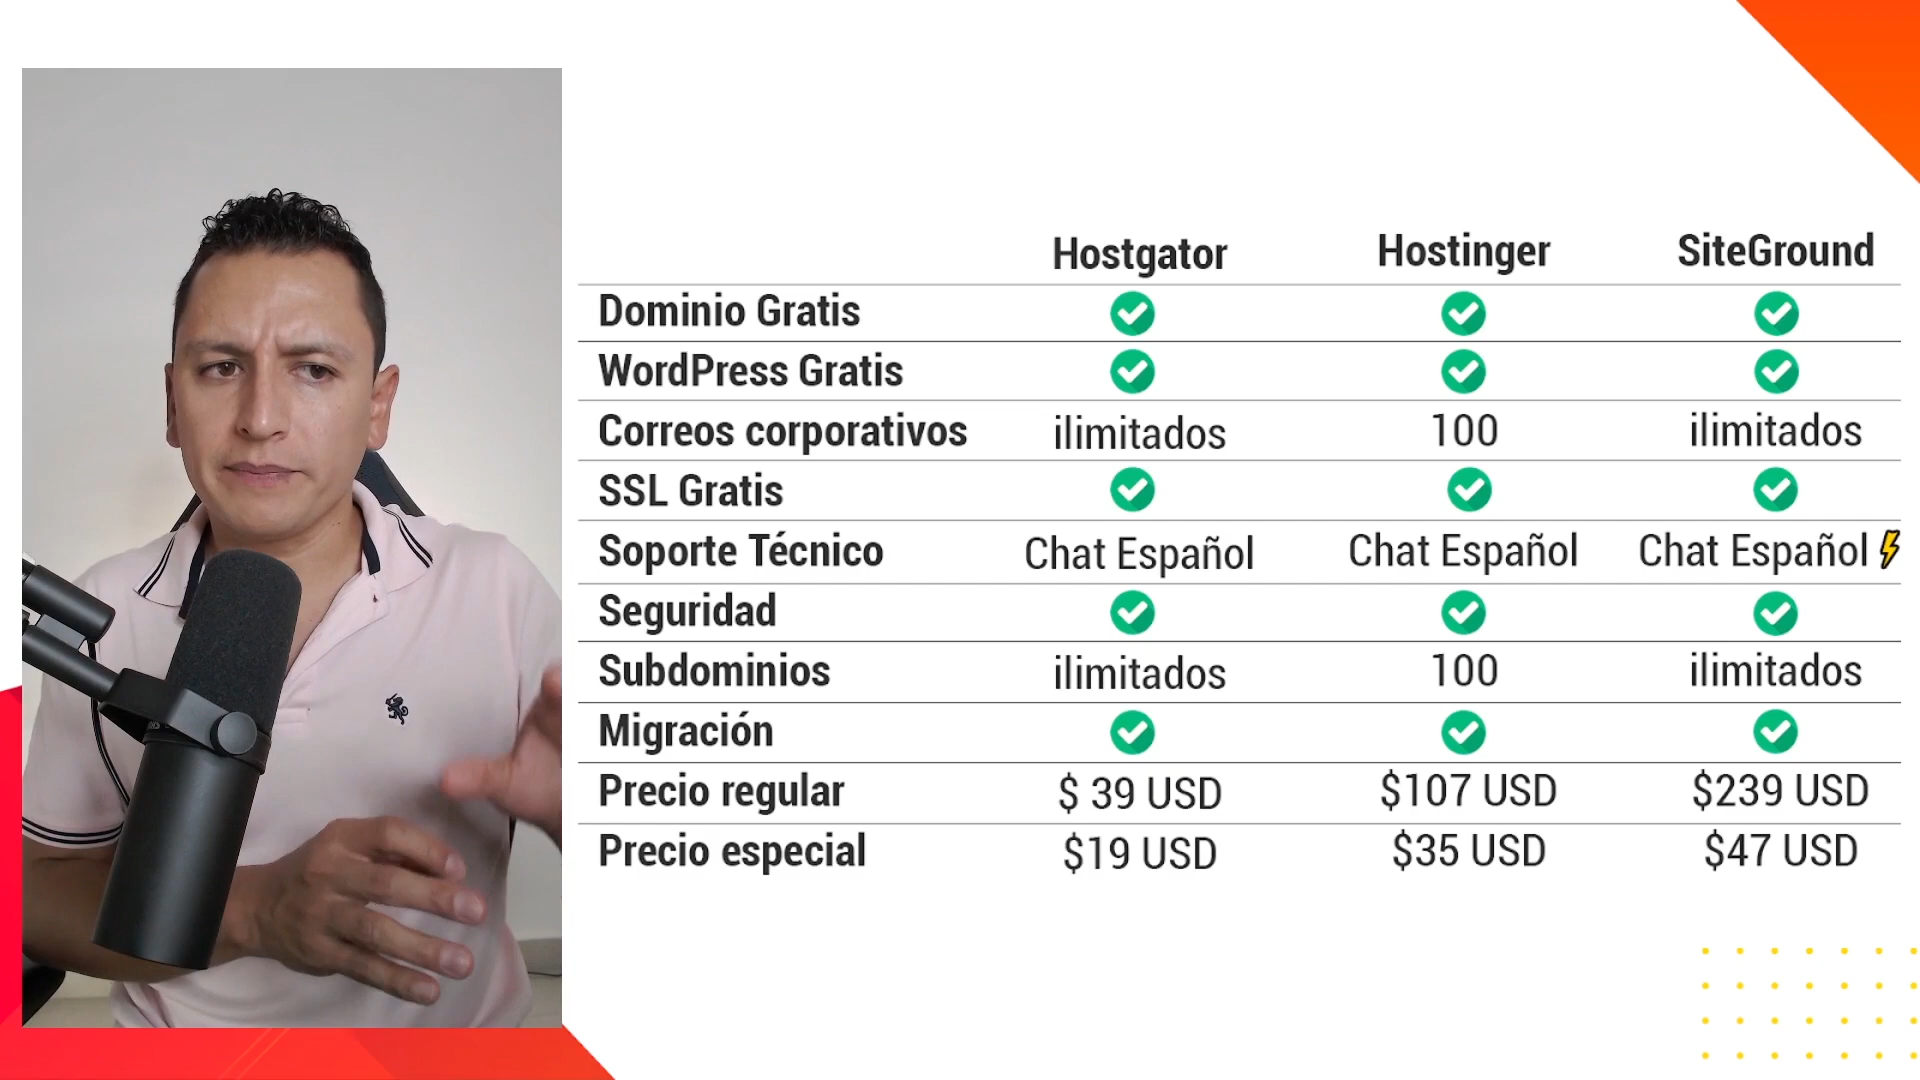 Hostgator Hostinger SiteGround
Dominio Gratis
WordPress Gratis
Correos corporativos ilimitados 100 ilimitados
SSL Gratis
Soporte Técnico Chat Español Chat Español Chat Español
Seguridad
Subdominios ilimitados 100 ilimitados
Migración
Precio regular $ 39 USD $107 USD $239 USD
Precio especial $19 USD $35 USD $47 USD